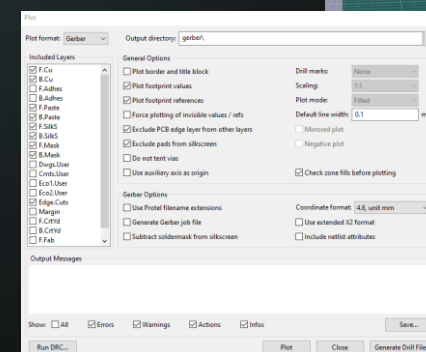 Plot
Plot format: Gerber Output directory: gerber\
Included Layers
F.Cu
B.Cu
F.Adhes
B.Adhes
F.Paste
B.Paste
F.SilkS
B.SilkS
F.Mask
B.Mask
Dwgs.User
Cmts.User
Eco1.User
Eco2.User
Edge.Cuts
Margin
F.CrtYd
B.CrtYd
F.Fab
General Options
Plot border and title block
Plot footprint values
Plot footprint references
Force plotting of invisible values / refs
Exclude PCB edge layer from other layers
Exclude pads from silkscreen
Do not tent vias
Use auxiliary axis as origin
Drill marks: None
Scaling: 1:1
Plot mode: Filled
Default line width: 0.1 m
Mirrored plot
Negative plot
Check zone fills before plotting
Gerber Options
Use Protel filename extensions
Generate Gerber job file
Subtract soldermask from silkscreen
Coordinate format: 4.6, unit mm
Use extended X2 format
Include netlist attributes
Output Messages
Show: All Errors Warnings Actions Infos Save...
Run DRC... Plot Close Generate Drill File